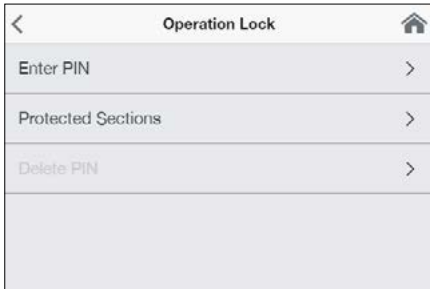 Operation Lock
Enter PIN
Protected Sections
Delete PIN